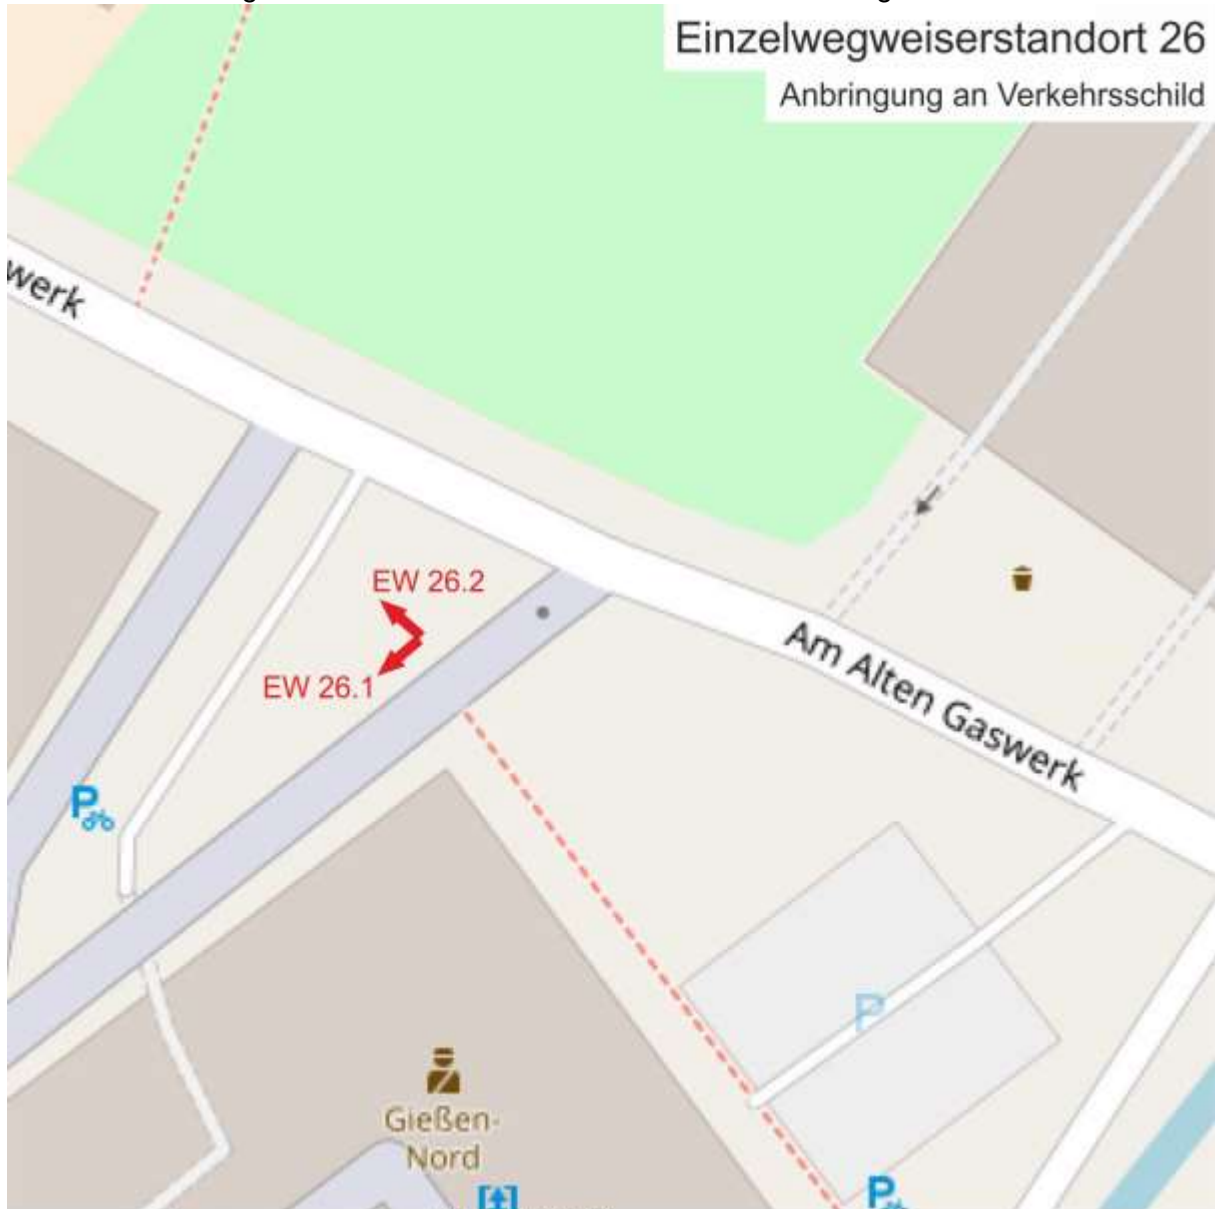 Einzelwegweiserstandort 26
Anbringung an Verkehrsschild
werk
EW 26.2
EW 26.1
Am Alten Gaswerk
P
P
Gießen-
Nord
P